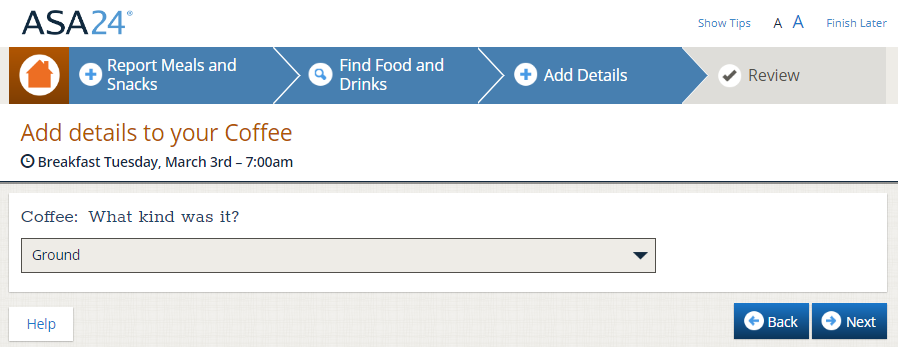 ASA24®
Show Tips A A Finish Later
Report Meals and
Snacks
Find Food and
Drinks
Add Details
Review
Add details to your Coffee
Breakfast Tuesday, March 3rd – 7:00am
Coffee: What kind was it?
Ground
Help
Back
Next